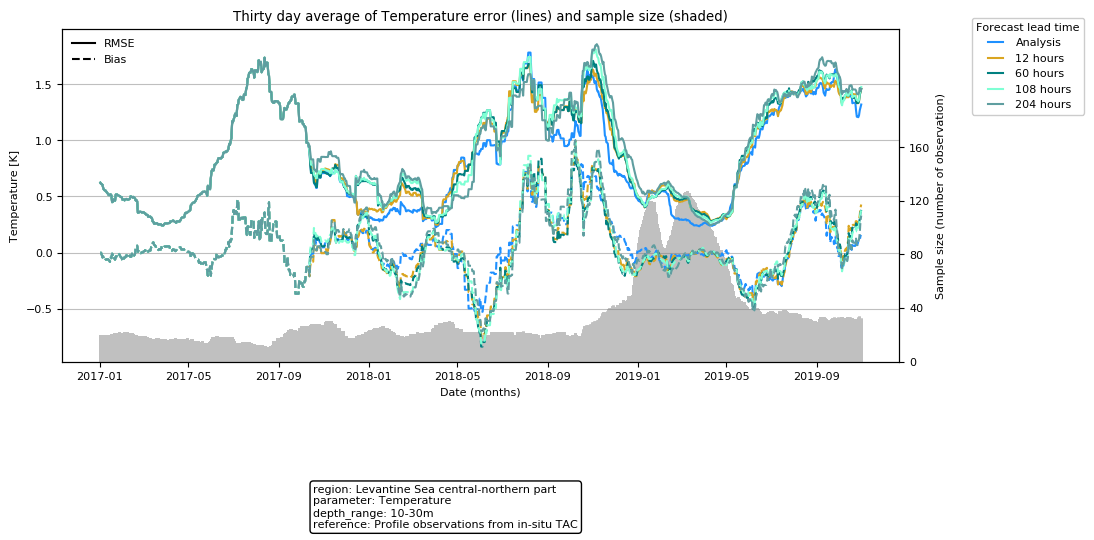 Thirty day average of Temperature error (lines) and sample size (shaded)
Forecast lead time
Analysis
12 hours
60 hours
108 hours
204 hours
RMSE
Bias
Temperature [K]
1.5
1.0
0.5
0.0
−0.5
Sample size (number of observation)
160
120
80
40
0
2017-01 2017-05 2017-09 2018-01 2018-05 2018-09 2019-01 2019-05 2019-09
Date (months)
region: Levantine Sea central-northern part
parameter: Temperature
depth_range: 10-30m
reference: Profile observations from in-situ TAC